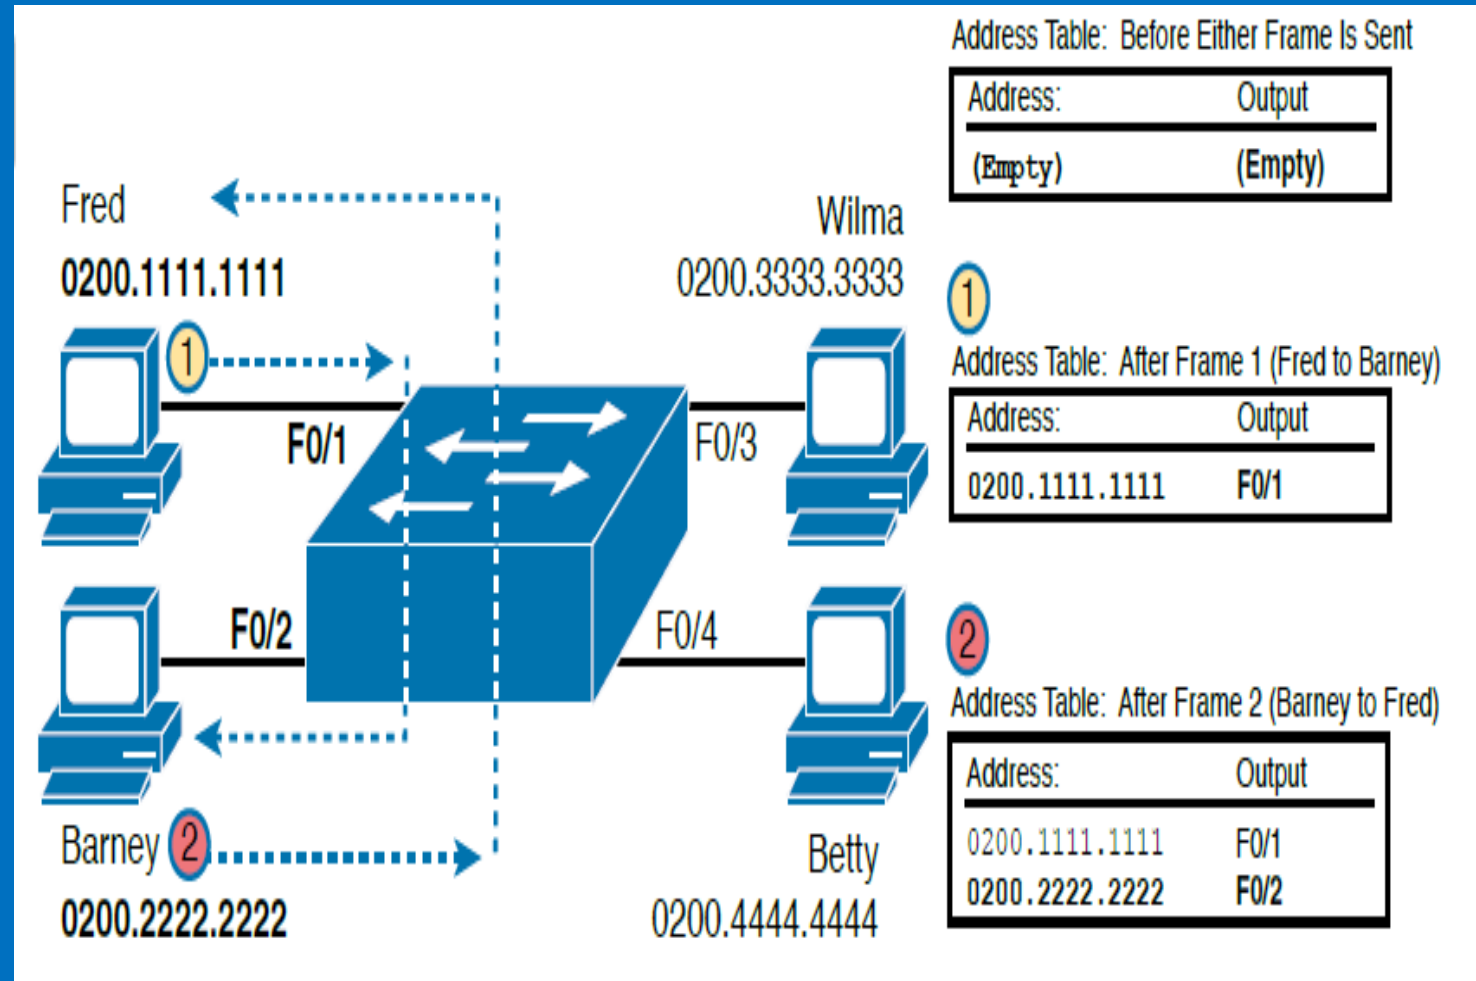 Address Table: Before Either Frame Is Sent
Address: Output
(Empty) (Empty)
Fred
0200.1111.1111
1
F0/1
Wilma
0200.3333.3333
F0/3
1
Address Table: After Frame 1 (Fred to Barney)
Address: Output
0200.1111.1111 F0/1
F0/2
Barney 2
0200.2222.2222
F0/4
Betty
0200.4444.4444
2
Address Table: After Frame 2 (Barney to Fred)
Address: Output
0200.1111.1111 F0/1
0200.2222.2222 F0/2